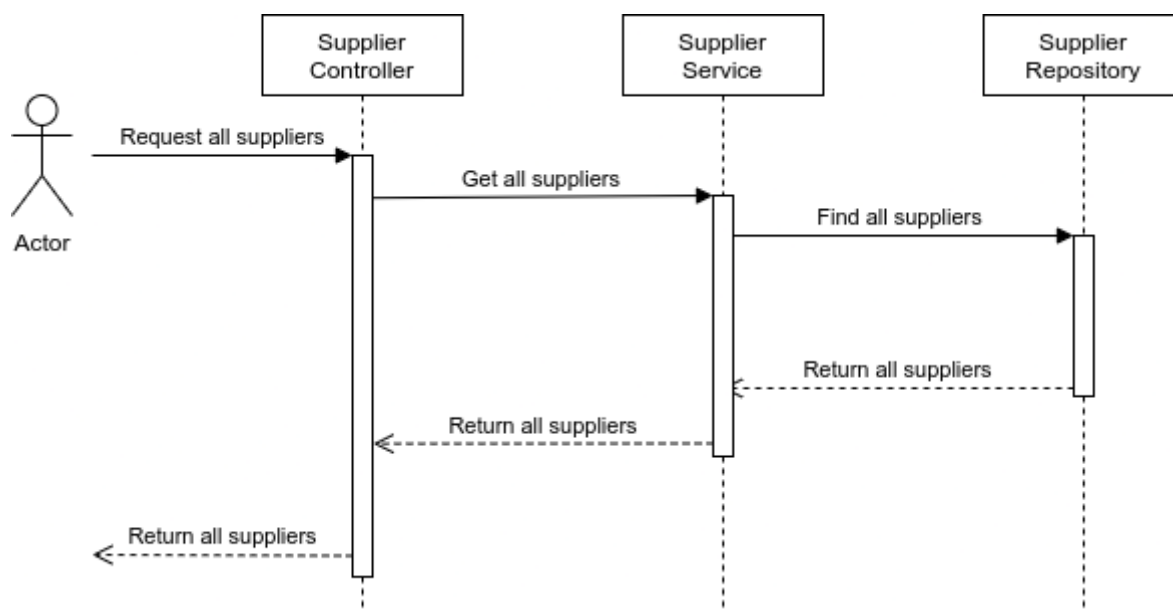 Supplier
Controller
Supplier
Service
Supplier
Repository
Request all suppliers
Get all suppliers
Find all suppliers
Actor
Return all suppliers
Return all suppliers
Return all suppliers